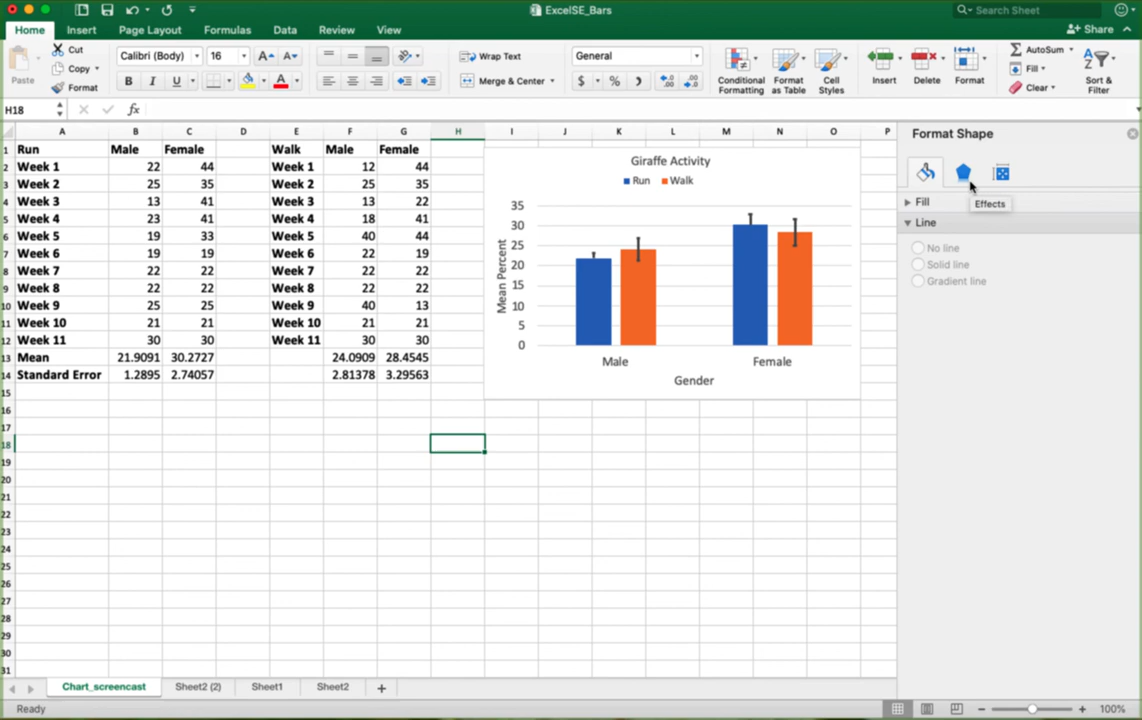 ExcelSE_Bars
Search Sheet
Home Insert Page Layout Formulas Data Review View
Share
Paste
Cut
Copy
Format
Calibri (Body) 16 A A
B I U A
Wrap Text
Merge & Center
General
$ % )
Conditional Formatting
Format as Table
Cell Styles
Insert
Delete
Format
AutoSum
Fill
Clear
Sort & Filter
H18 fx
A B C D E F G H I J K L M N O P
1 Run Male Female Walk Male Female
2 Week 1 22 44 Week 1 12 44
3 Week 2 25 35 Week 2 25 35
4 Week 3 13 41 Week 3 13 22
5 Week 4 23 41 Week 4 18 41
6 Week 5 19 33 Week 5 40 44
7 Week 6 19 19 Week 6 22 19
8 Week 7 22 22 Week 7 22 22
9 Week 8 22 22 Week 8 22 22
10 Week 9 25 25 Week 9 40 13
11 Week 10 21 21 Week 10 21 21
12 Week 11 30 30 Week 11 30 30
13 Mean 21.9091 30.2727 24.0909 28.4545
14 Standard Error 1.2895 2.74057 2.81378 3.29563
15
16
17
18
19
20
21
22
23
24
25
26
27
28
29
30
31
Giraffe Activity
Run Walk
Mean Percent
35
30
25
20
15
10
5
0
Male Female
Gender
Format Shape
Effects
Fill
Line
No line
Solid line
Gradient line
Chart_screencast Sheet2 (2) Sheet1 Sheet2 +
Ready
100%